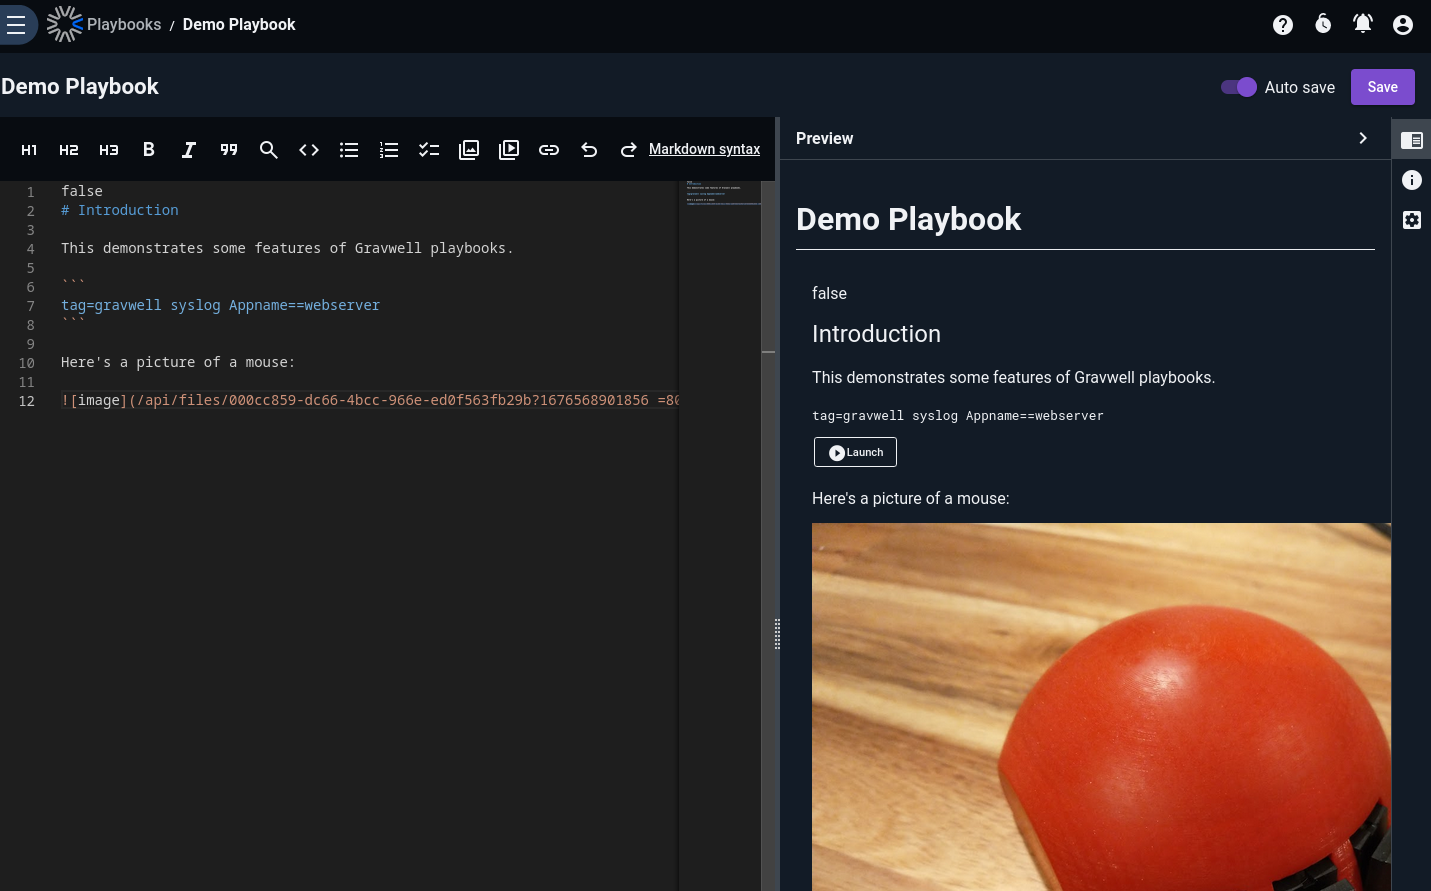 Playbooks / Demo Playbook
Demo Playbook
Auto save
Save
H1 H2 H3 B I Markdown syntax
1 false
2 # Introduction
3
4 This demonstrates some features of Gravwell playbooks.
5
6 ```
7 tag=gravwell syslog Appname==webserver
8 ```
9
10 Here's a picture of a mouse:
11
12 ![image](/api/files/000cc859-dc66-4bcc-966e-ed0f563fb29b?1676568901856 =80
Preview
Demo Playbook
false
Introduction
This demonstrates some features of Gravwell playbooks.
tag=gravwell syslog Appname==webserver
Launch
Here's a picture of a mouse: